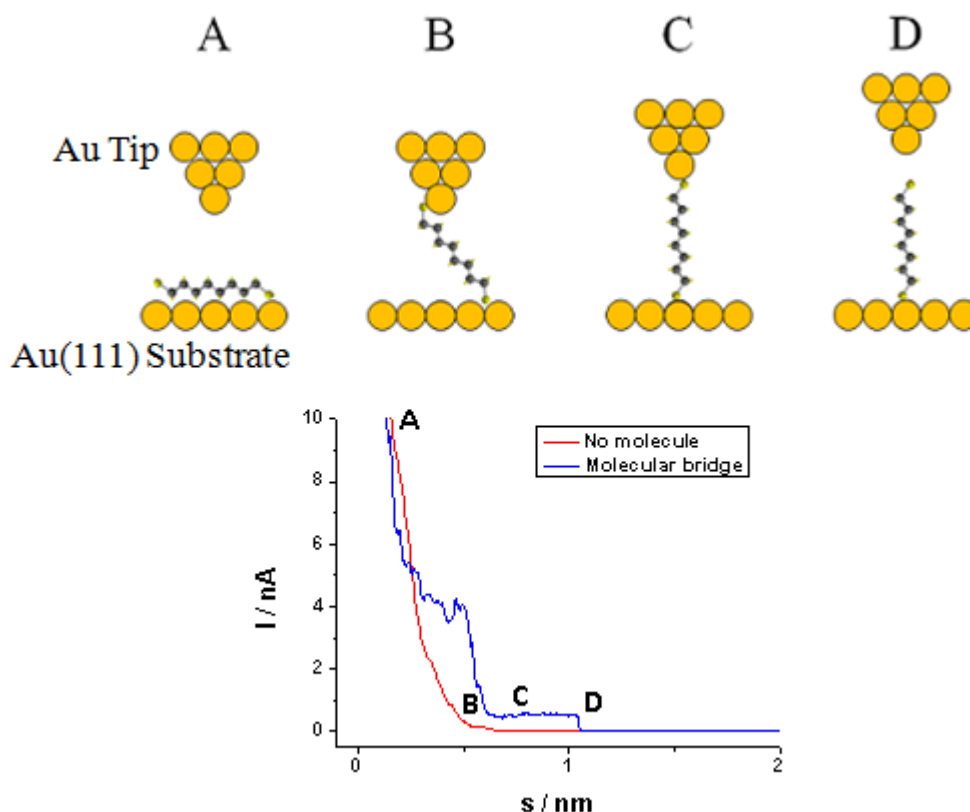 A B C D
Au Tip
Au(111) Substrate
10
8
6
4
2
0
I / nA
A
B
C
D
No molecule
Molecular bridge
0 1 2
s / nm